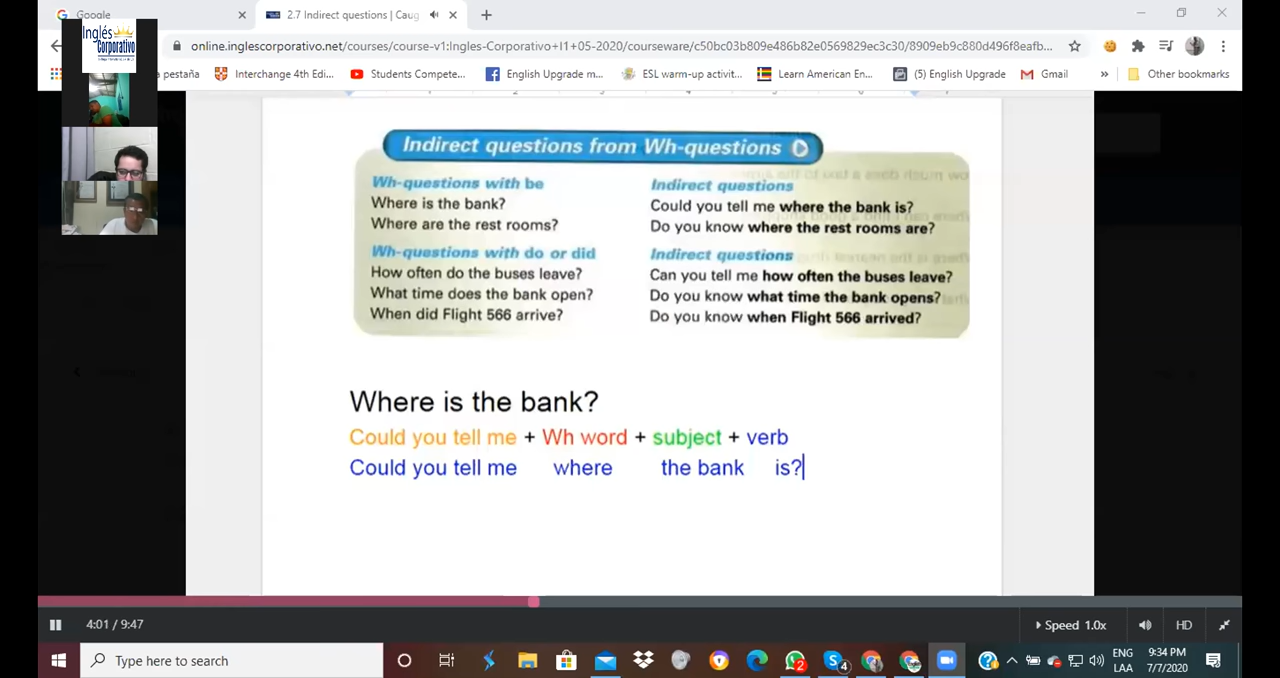 Google
2.7 Indirect questions | Caug
Inglés
Corporativo
online.inglescorporativo.net/courses/course-v1:Ingles-Corporativo+I1+05-2020/courseware/c50bc03b809e486b82e0569829ec3c30/8909eb9c880d496f8eafb...
a pestaña
Interchange 4th Edi...
Students Compete...
English Upgrade m...
ESL warm-up activit...
Learn American En...
(5) English Upgrade
Gmail
»
Other bookmarks
Indirect questions from Wh-questions
Wh-questions with be
Where is the bank?
Where are the rest rooms?
Wh-questions with do or did
How often do the buses leave?
What time does the bank open?
When did Flight 566 arrive?
Indirect questions
Could you tell me where the bank is?
Do you know where the rest rooms are?
Indirect questions
Can you tell me how often the buses leave?
Do you know what time the bank opens?
Do you know when Flight 566 arrived?
Where is the bank?
Could you tell me + Wh word + subject + verb
Could you tell me where the bank is?
4:01 / 9:47
Speed 1.0x
HD
Type here to search
2
4
ENG
LAA
9:34 PM
7/7/2020